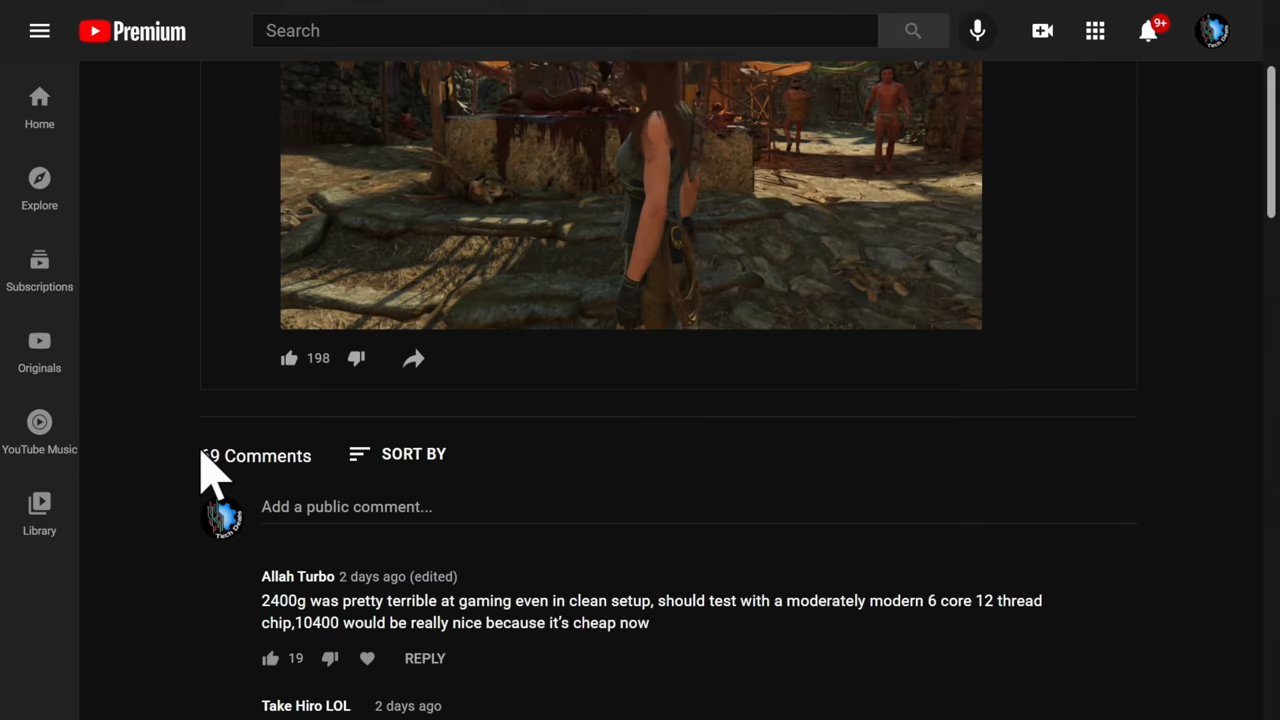 Premium
Search
9+
Home
Explore
Subscriptions
Originals
YouTube Music
Library
198
Comments
SORT BY
Tech Deals
Add a public comment...
Allah Turbo 2 days ago (edited)
2400g was pretty terrible at gaming even in clean setup, should test with a moderately modern 6 core 12 thread
chip,10400 would be really nice because it's cheap now
19
REPLY
Take Hiro LOL 2 days ago